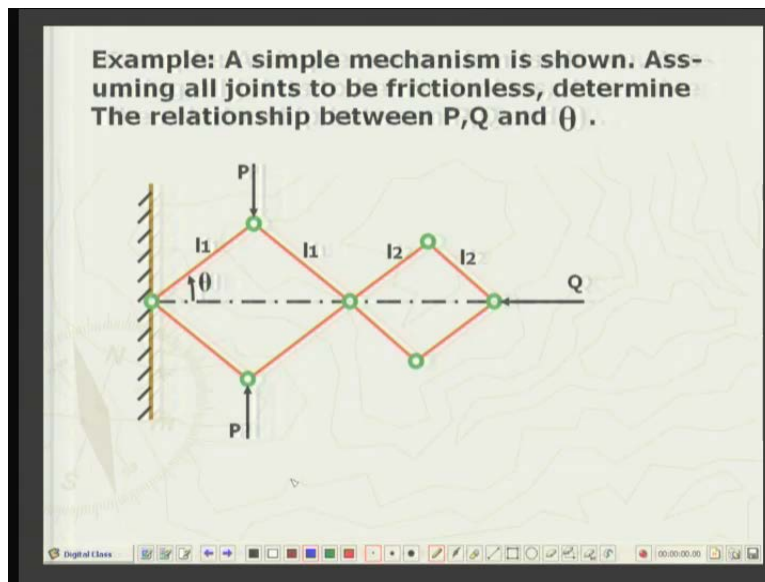 Example: A simple mechanism is shown. Ass-
uming all joints to be frictionless, determine
The relationship between P,Q and θ .
P
l1
l1
l2
l2
θ
Q
P
N
S
Digital Class
00:00:00.00